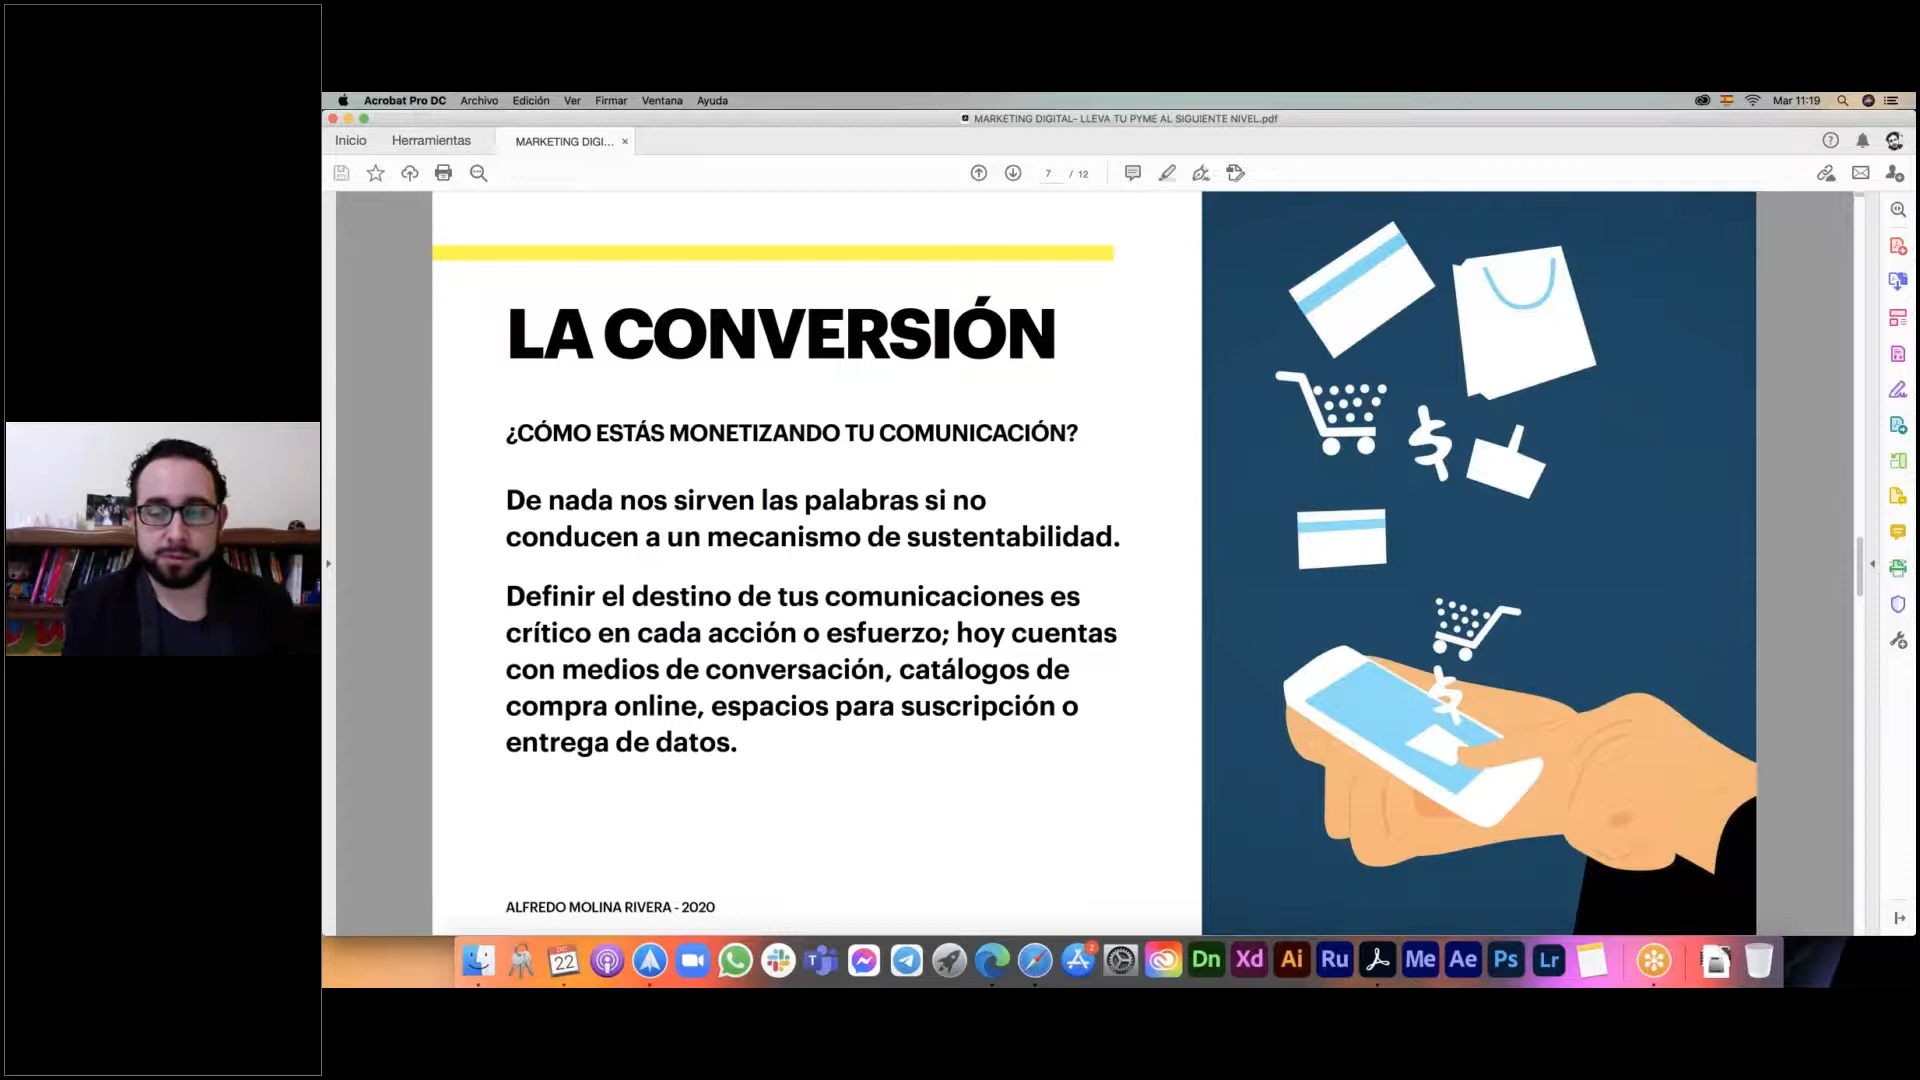 Acrobat Pro DC Archivo Edición Ver Firmar Ventana Ayuda
Mar 11:19
MARKETING DIGITAL- LLEVA TU PYME AL SIGUIENTE NIVEL.pdf
Inicio Herramientas MARKETING DIGI... ×
7 / 12
LA CONVERSIÓN
¿CÓMO ESTÁS MONETIZANDO TU COMUNICACIÓN?
De nada nos sirven las palabras si no
conducen a un mecanismo de sustentabilidad.
Definir el destino de tus comunicaciones es
crítico en cada acción o esfuerzo; hoy cuentas
con medios de conversación, catálogos de
compra online, espacios para suscripción o
entrega de datos.
$
$
ALFREDO MOLINA RIVERA - 2020
22 2 Dn Xd Ai Ru Me Ae Ps Lr